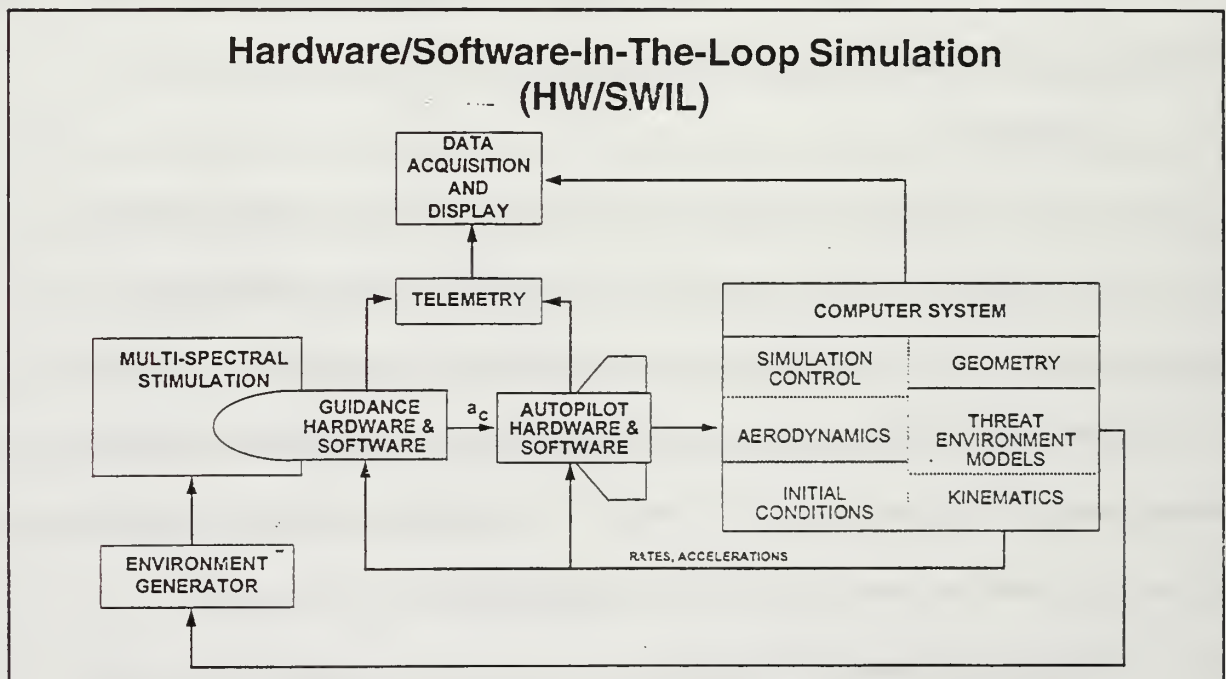 Hardware/Software-In-The-Loop Simulation
(HW/SWIL)
DATA
ACQUISITION
AND
DISPLAY
TELEMETRY
COMPUTER SYSTEM
MULTI-SPECTRAL
STIMULATION
SIMULATION
CONTROL
GEOMETRY
GUIDANCE
HARDWARE &
SOFTWARE
ac
AUTOPILOT
HARDWARE &
SOFTWARE
AERODYNAMICS
THREAT
ENVIRONMENT
MODELS
INITIAL
CONDITIONS
KINEMATICS
RATES, ACCELERATIONS
ENVIRONMENT
GENERATOR